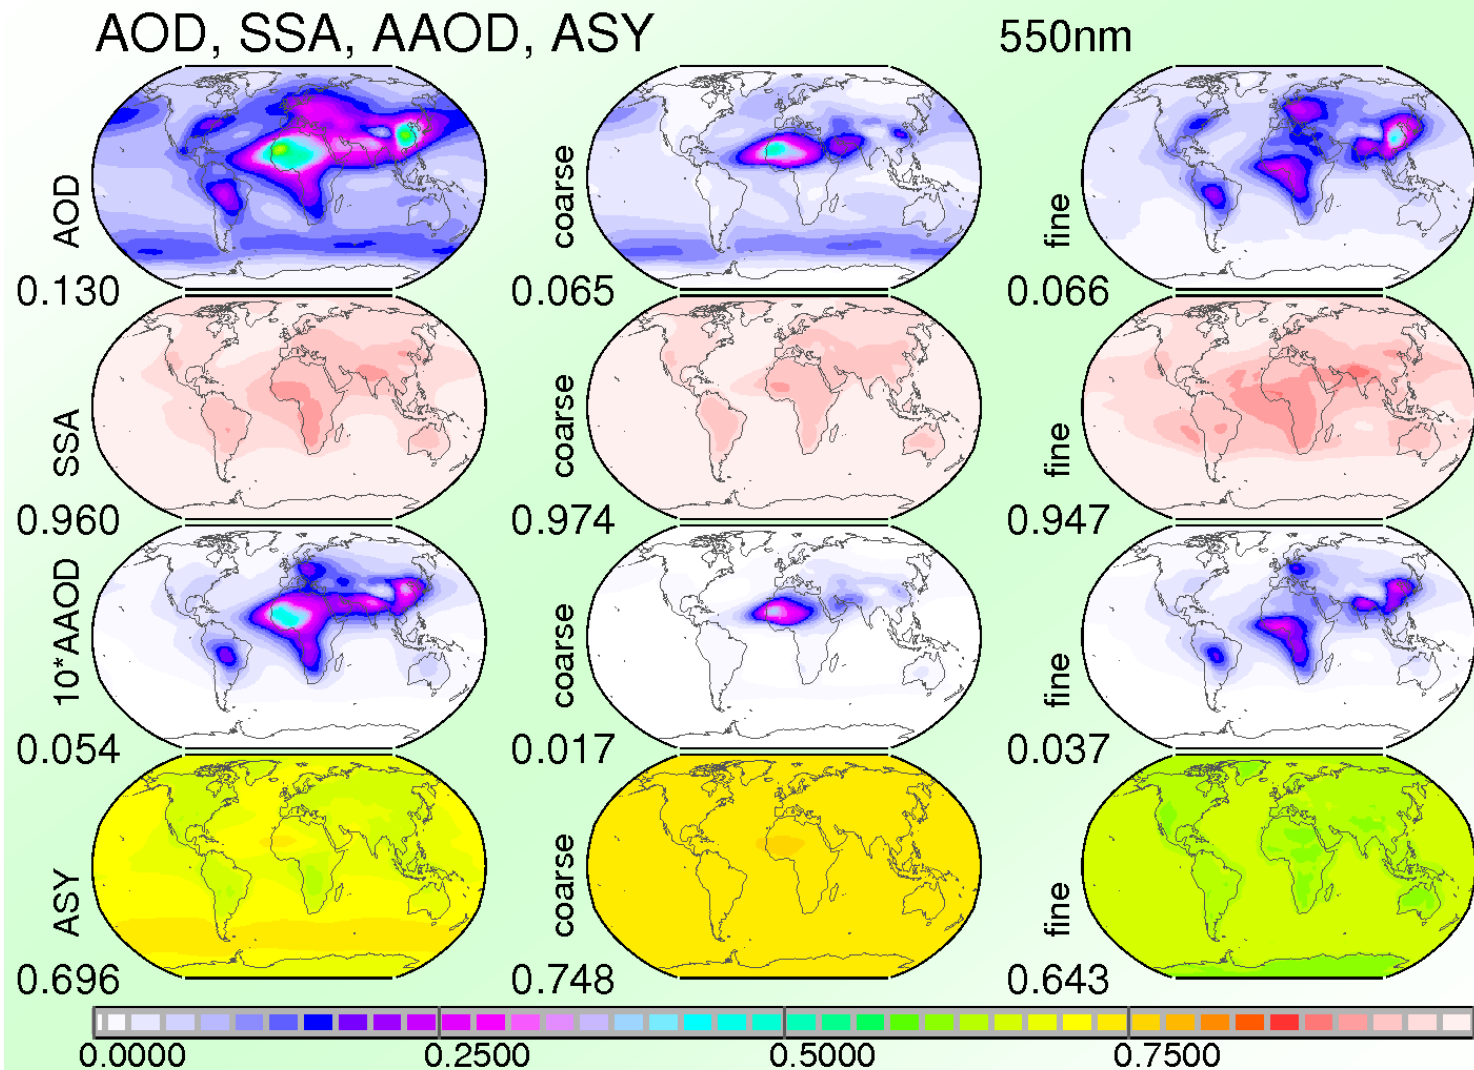 AOD, SSA, AAOD, ASY 550nm
AOD coarse fine
0.130 0.065 0.066
SSA coarse fine
0.960 0.974 0.947
10*AAOD coarse fine
0.054 0.017 0.037
ASY coarse fine
0.696 0.748 0.643
0.0000 0.2500 0.5000 0.7500